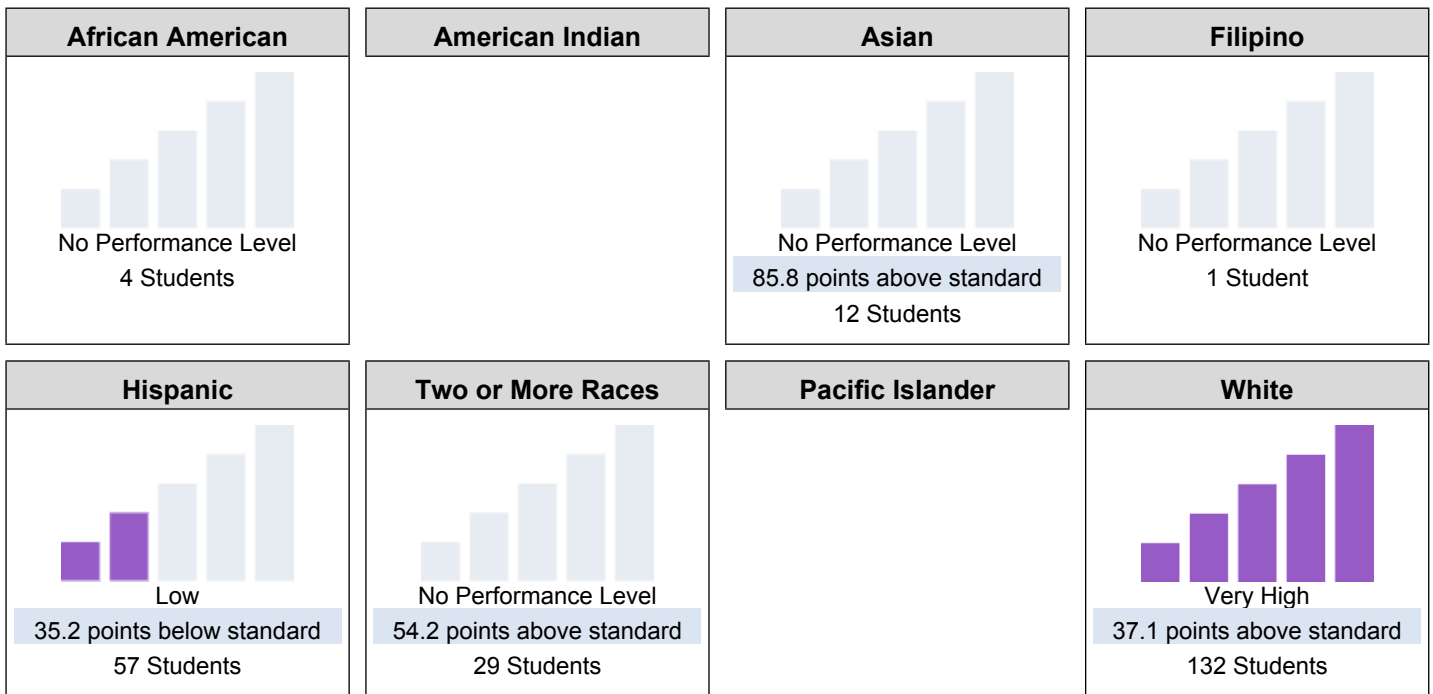 African American
No Performance Level
4 Students
American Indian
Asian
No Performance Level
85.8 points above standard
12 Students
Filipino
No Performance Level
1 Student
Hispanic
Low
35.2 points below standard
57 Students
Two or More Races
No Performance Level
54.2 points above standard
29 Students
Pacific Islander
White
Very High
37.1 points above standard
132 Students